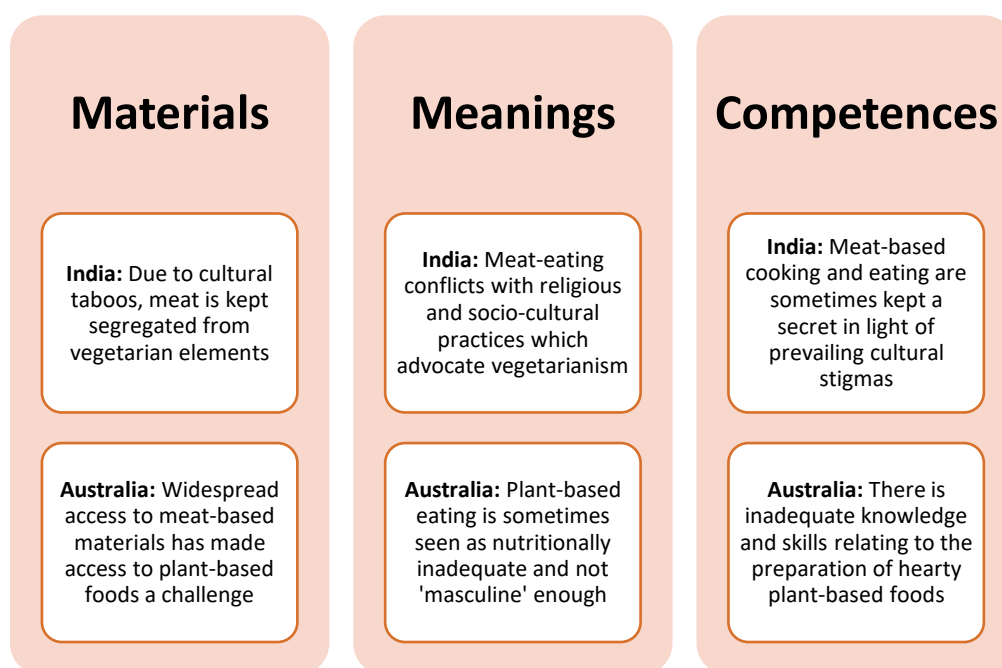 Materials
India: Due to cultural
taboos, meat is kept
segregated from
vegetarian elements
Australia: Widespread
access to meat-based
materials has made
access to plant-based
foods a challenge
Meanings
India: Meat-eating
conflicts with religious
and socio-cultural
practices which
advocate vegetarianism
Australia: Plant-based
eating is sometimes
seen as nutritionally
inadequate and not
'masculine' enough
Competences
India: Meat-based
cooking and eating are
sometimes kept a
secret in light of
prevailing cultural
stigmas
Australia: There is
inadequate knowledge
and skills relating to the
preparation of hearty
plant-based foods